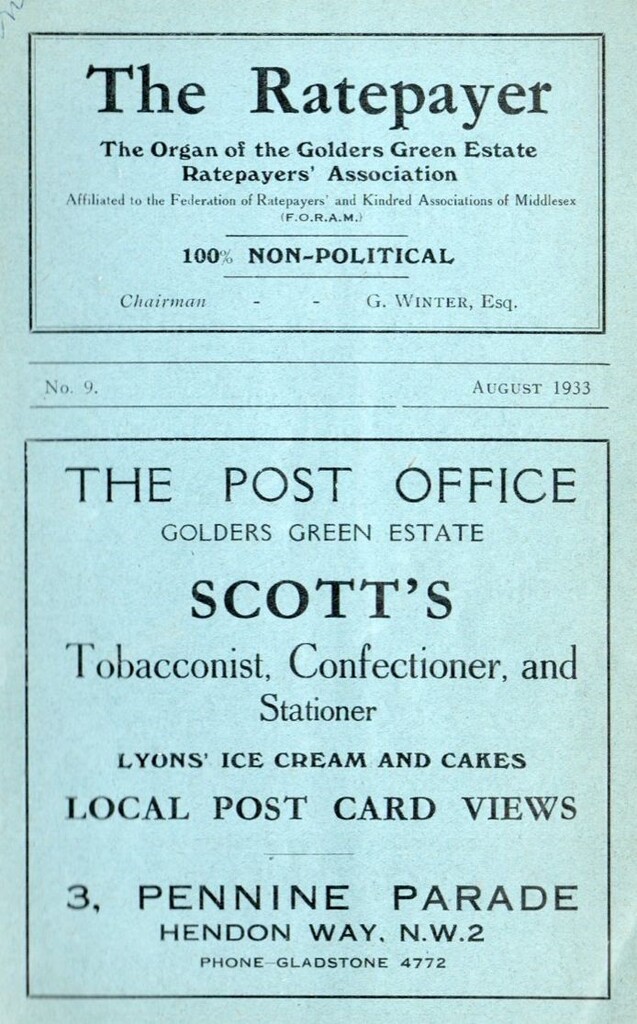 The Ratepayer
The Organ of the Golders Green Estate
Ratepayers' Association
Affiliated to the Federation of Ratepayers' and Kindred Associations of Middlesex
(F.O.R.A.M.)
100% NON-POLITICAL
Chairman - - G. WINTER, Esq.
No. 9. AUGUST 1933
THE POST OFFICE
GOLDERS GREEN ESTATE
SCOTT'S
Tobacconist, Confectioner, and
Stationer
LYONS' ICE CREAM AND CAKES
LOCAL POST CARD VIEWS
3, PENNINE PARADE
HENDON WAY, N.W.2
PHONE-GLADSTONE 4772